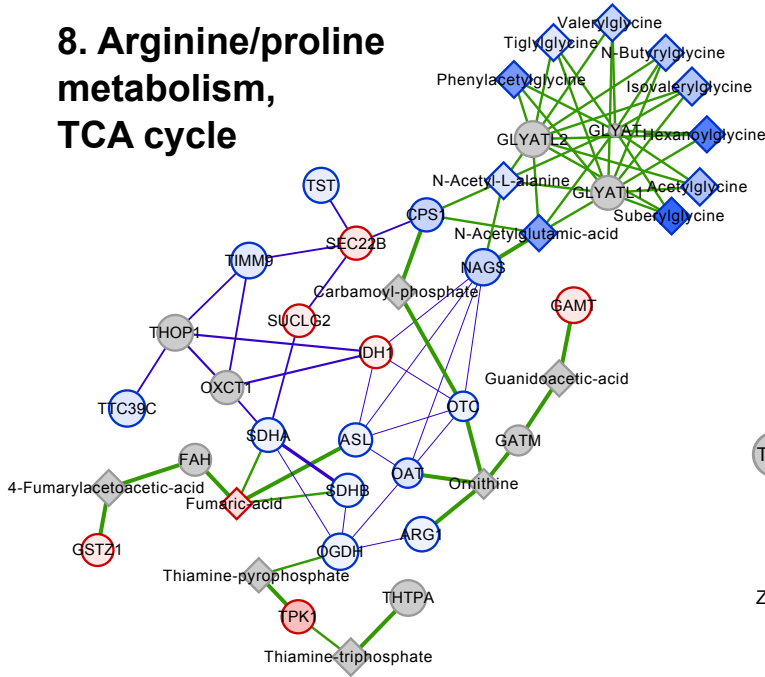 8. Arginine/proline
metabolism,
TCA cycle
Valerylglycine
Tiglylglycine
N-Butyrylglycine
Phenylacetylglycine
Isovalerylglycine
GLYATL2
GLYAT
Hexanoylglycine
N-Acetyl-L-alanine
GLYATL1
Acetylglycine
TST
CPS1
Suberylglycine
N-Acetylglutamic-acid
SEC22B
TIMM9
NAGS
Carbamoyl-phosphate
GAMT
SUCLG2
THOP1
IDH1
Guanidoacetic-acid
OXCT1
TTC39C
OTC
SDHA
ASL
GATM
FAH
OAT
4-Fumarylacetoacetic-acid
SDHB
Ornithine
Fumaric-acid
ARG1
GSTZ1
OGDH
Thiamine-pyrophosphate
THTPA
TPK1
Thiamine-triphosphate
T
Z